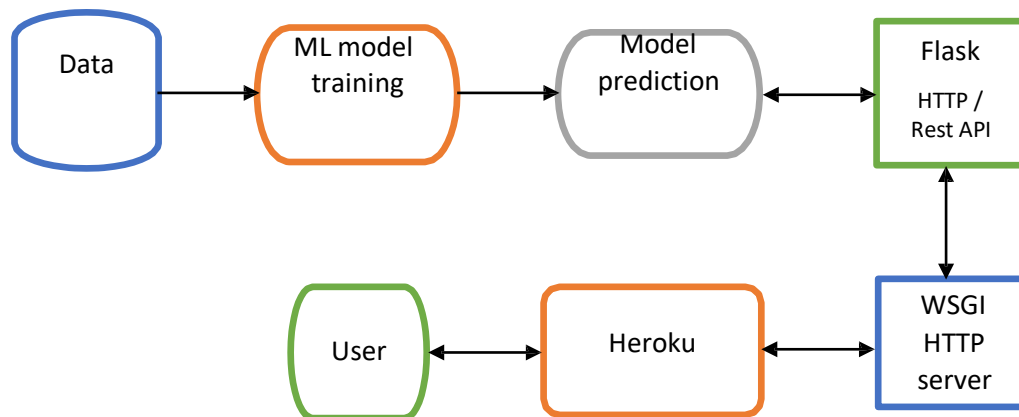 Data
ML model
training
Model
prediction
Flask
HTTP /
Rest API
User
Heroku
WSGI
HTTP
server